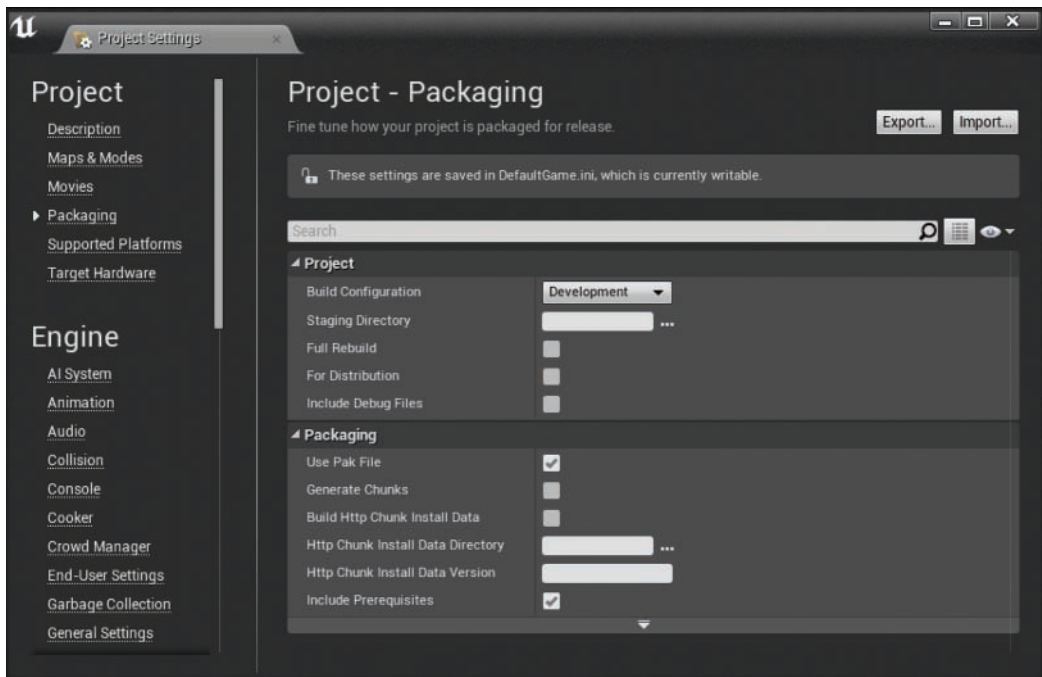 Project Settings
Project
Description
Maps & Modes
Movies
Packaging
Supported Platforms
Target Hardware
Engine
AI System
Animation
Audio
Collision
Console
Cooker
Crowd Manager
End-User Settings
Garbage Collection
General Settings
Project - Packaging
Fine tune how your project is packaged for release.
Export...
Import...
These settings are saved in DefaultGame.ini, which is currently writable.
Search
Project
Build Configuration Development
Staging Directory ...
Full Rebuild
For Distribution
Include Debug Files
Packaging
Use Pak File
Generate Chunks
Build Http Chunk Install Data
Http Chunk Install Data Directory ...
Http Chunk Install Data Version
Include Prerequisites